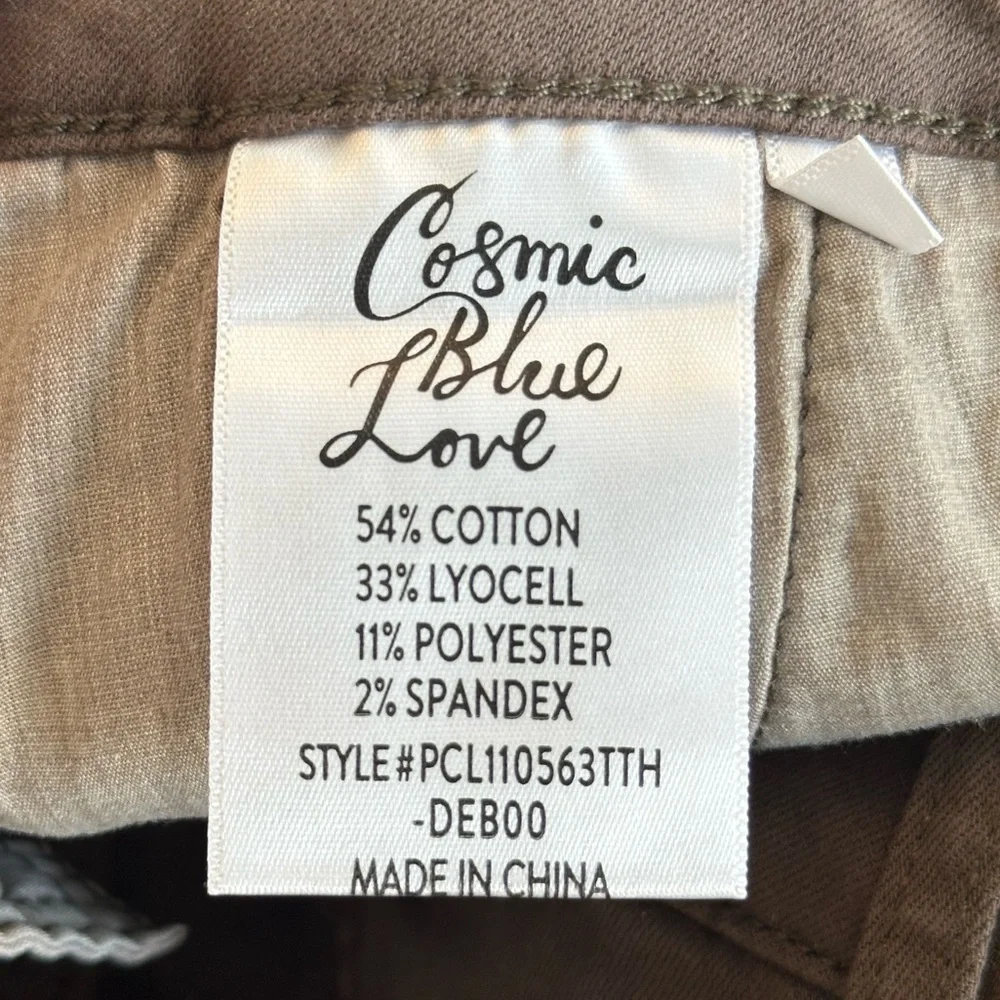 Cosmic
Blue
Love
54% COTTON
33% LYOCELL
11% POLYESTER
2% SPANDEX
STYLE#PCL110563TTH
-DEB00
MADE IN CHINA